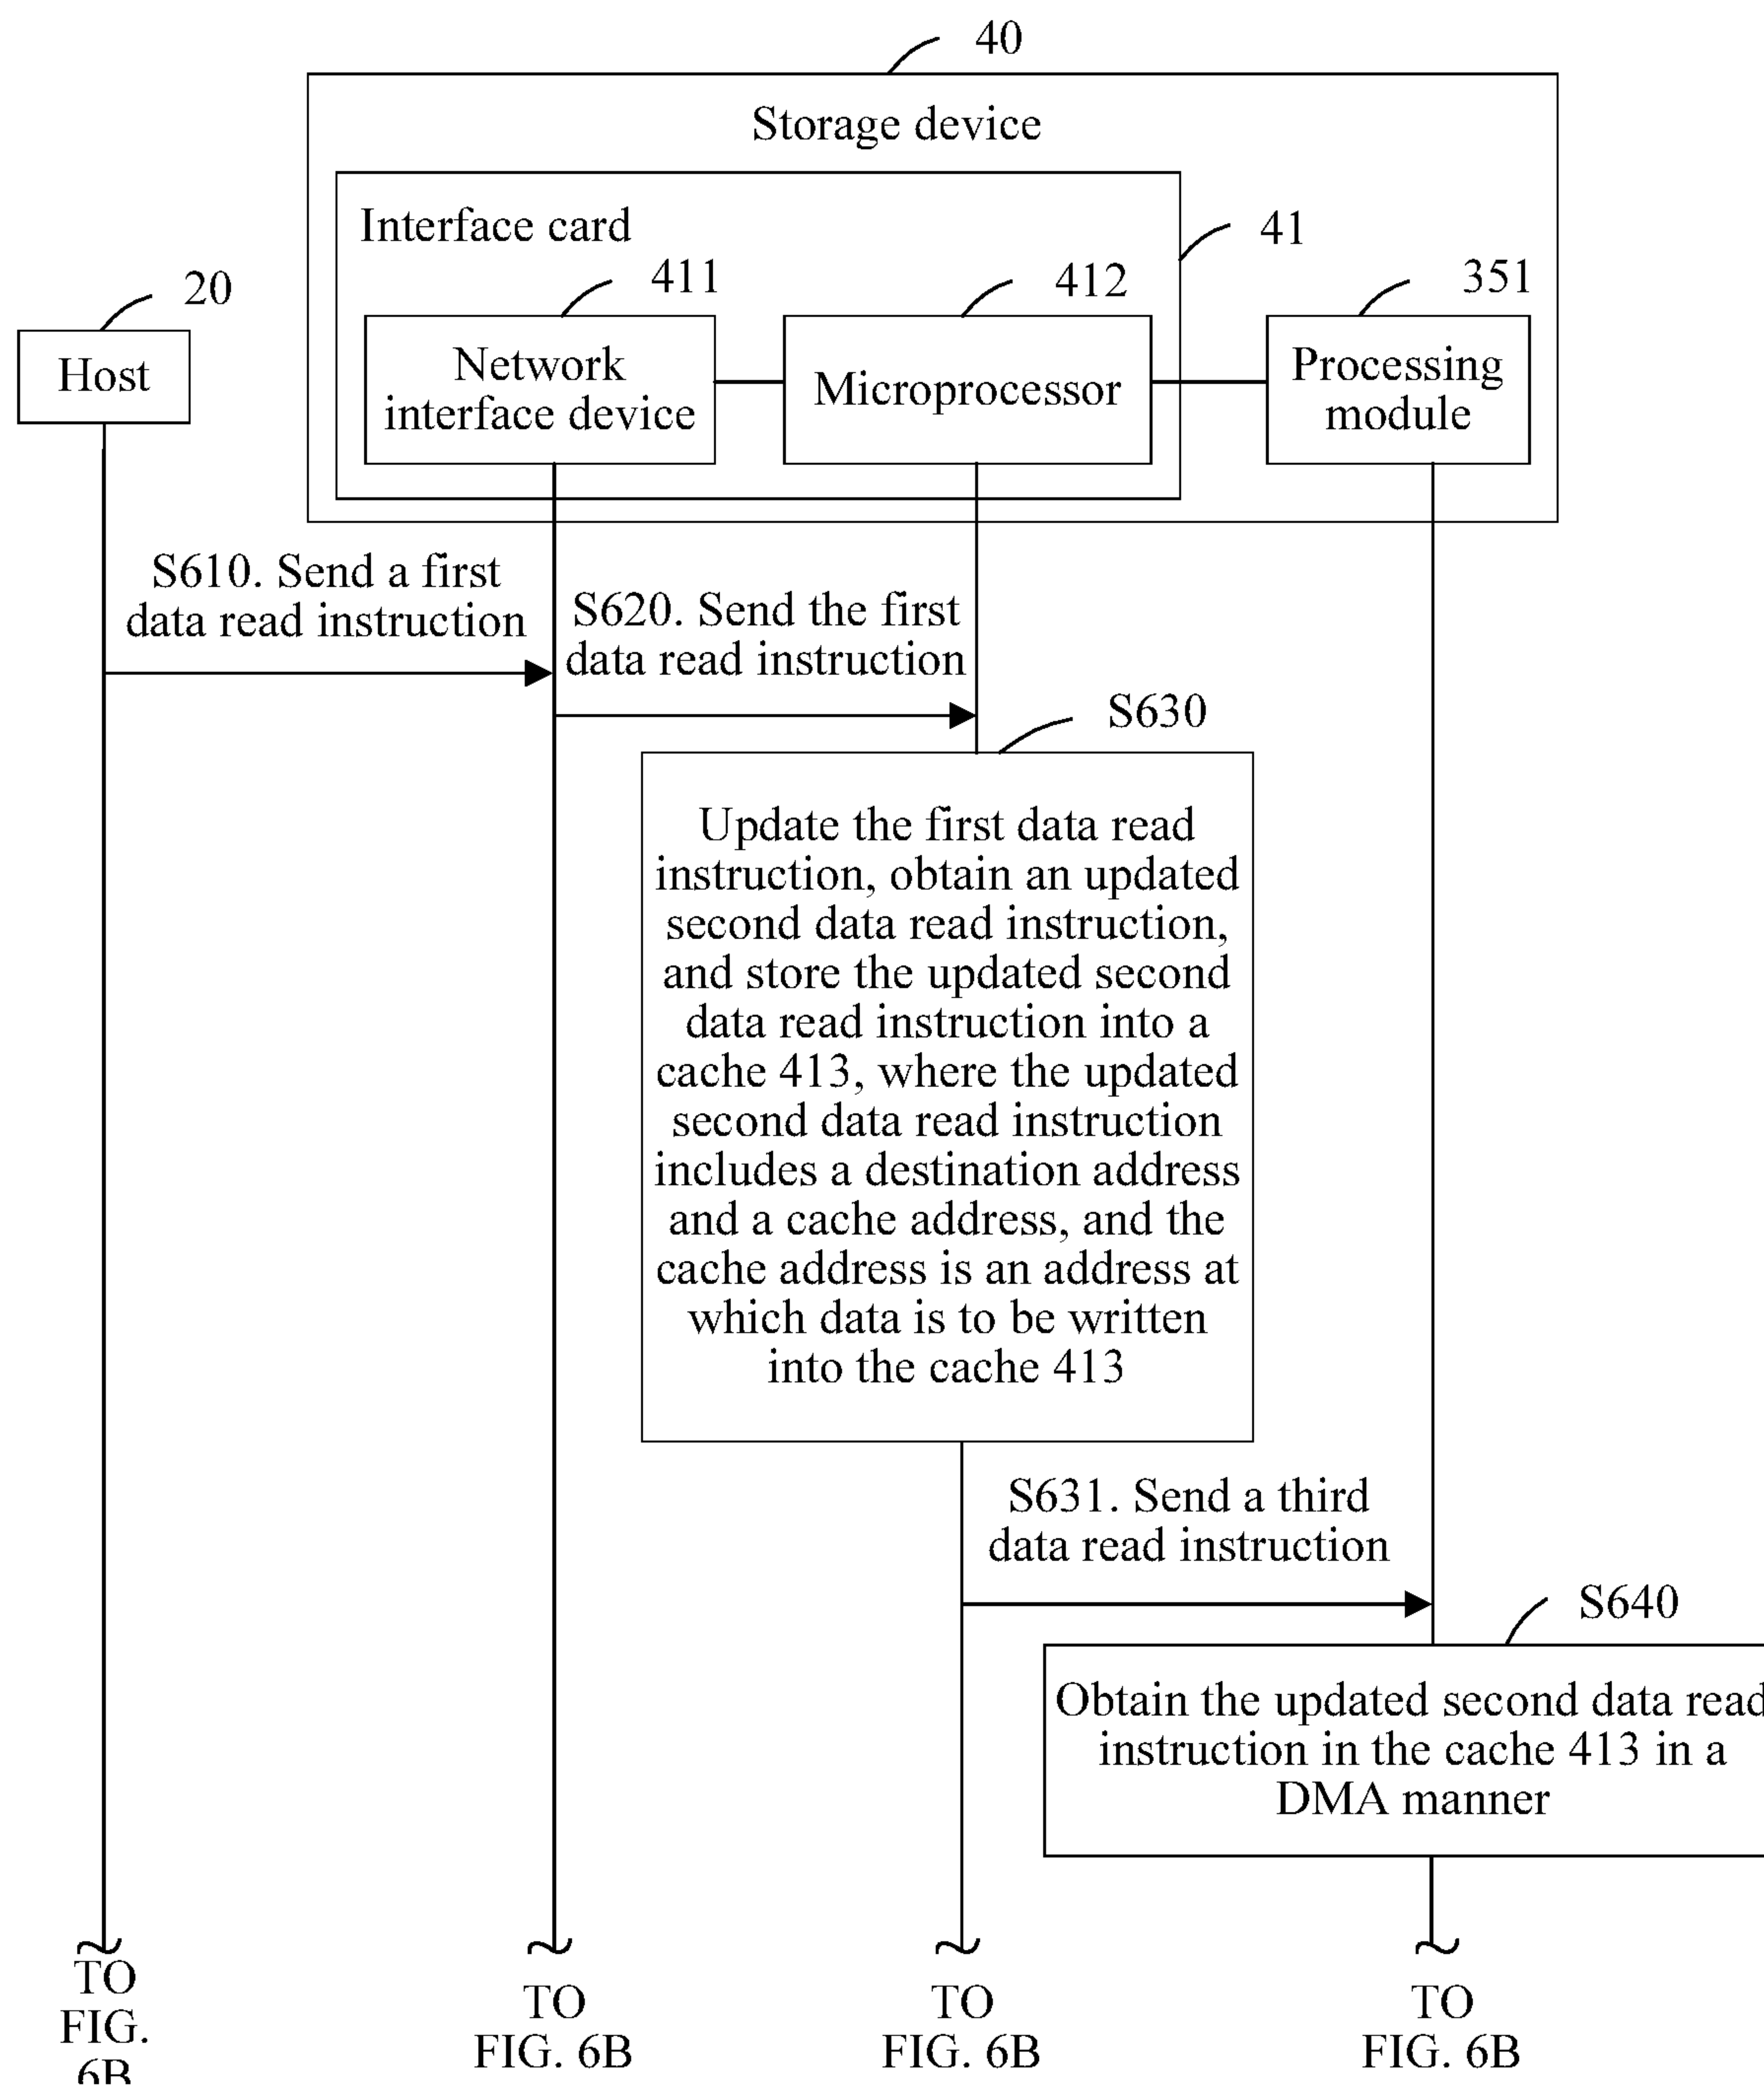 40
Storage device
Interface card
41
20
411
412
351
Host
Network
interface device
Microprocessor
Processing
module
S610. Send a first
data read instruction
S620. Send the first
data read instruction
S630
Update the first data read
instruction, obtain an updated
second data read instruction,
and store the updated second
data read instruction into a
cache 413, where the updated
second data read instruction
includes a destination address
and a cache address, and the
cache address is an address at
which data is to be written
into the cache 413
S631. Send a third
data read instruction
S640
Obtain the updated second data read
instruction in the cache 413 in a
DMA manner
TO
FIG.
6B
TO
FIG. 6B
TO
FIG. 6B
TO
FIG. 6B